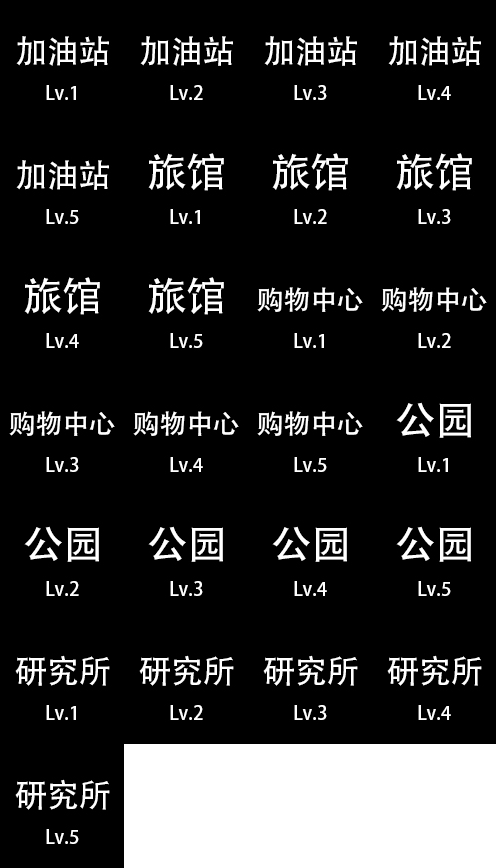 加油站 加油站 加油站 加油站
Lv.1 Lv.2 Lv.3 Lv.4
加油站 旅馆 旅馆 旅馆
Lv.5 Lv.1 Lv.2 Lv.3
旅馆 旅馆 购物中心 购物中心
Lv.4 Lv.5 Lv.1 Lv.2
购物中心 购物中心 购物中心 公园
Lv.3 Lv.4 Lv.5 Lv.1
公园 公园 公园 公园
Lv.2 Lv.3 Lv.4 Lv.5
研究所 研究所 研究所 研究所
Lv.1 Lv.2 Lv.3 Lv.4
研究所
Lv.5